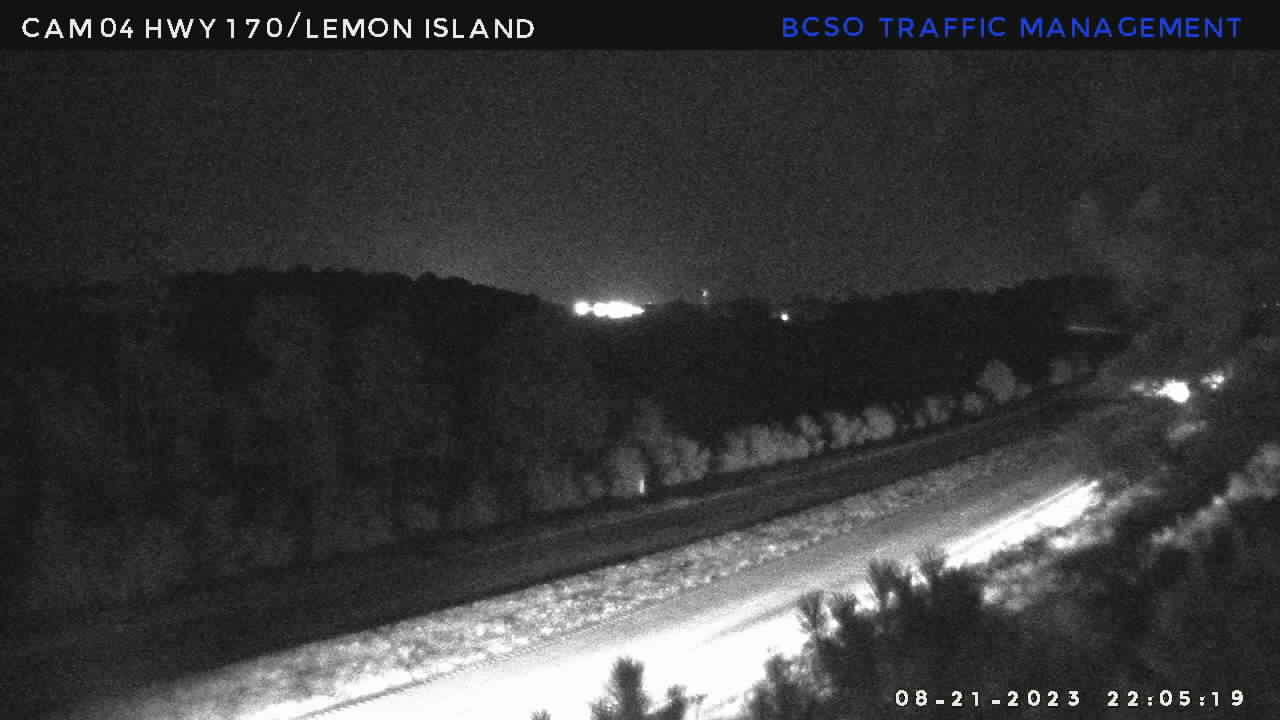 CAM04 HWY 170/LEMON ISLAND
BCSO TRAFFIC MANAGEMENT
08-21-2023 22:05:19